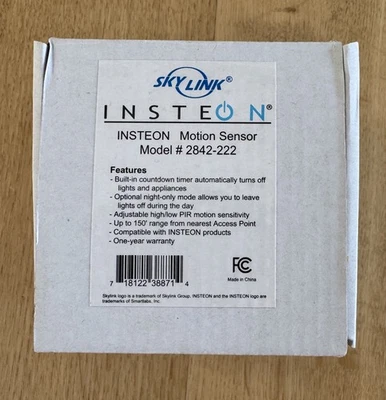 SKYLINK®
INSTEON®
INSTEON Motion Sensor
Model # 2842-222
Features
- Built-in countdown timer automatically turns off
lights and appliances
- Optional night-only mode allows you to leave
lights off during the day
- Adjustable high/low PIR motion sensitivity
- Up to 150' range from nearest Access Point
- Compatible with INSTEON products
- One-year warranty
FC
7 18122 38871 4
Made in China
Skylink logo is a trademark of Skylink Group. INSTEON and the INSTEON logo are
trademarks of Smartlabs, Inc.